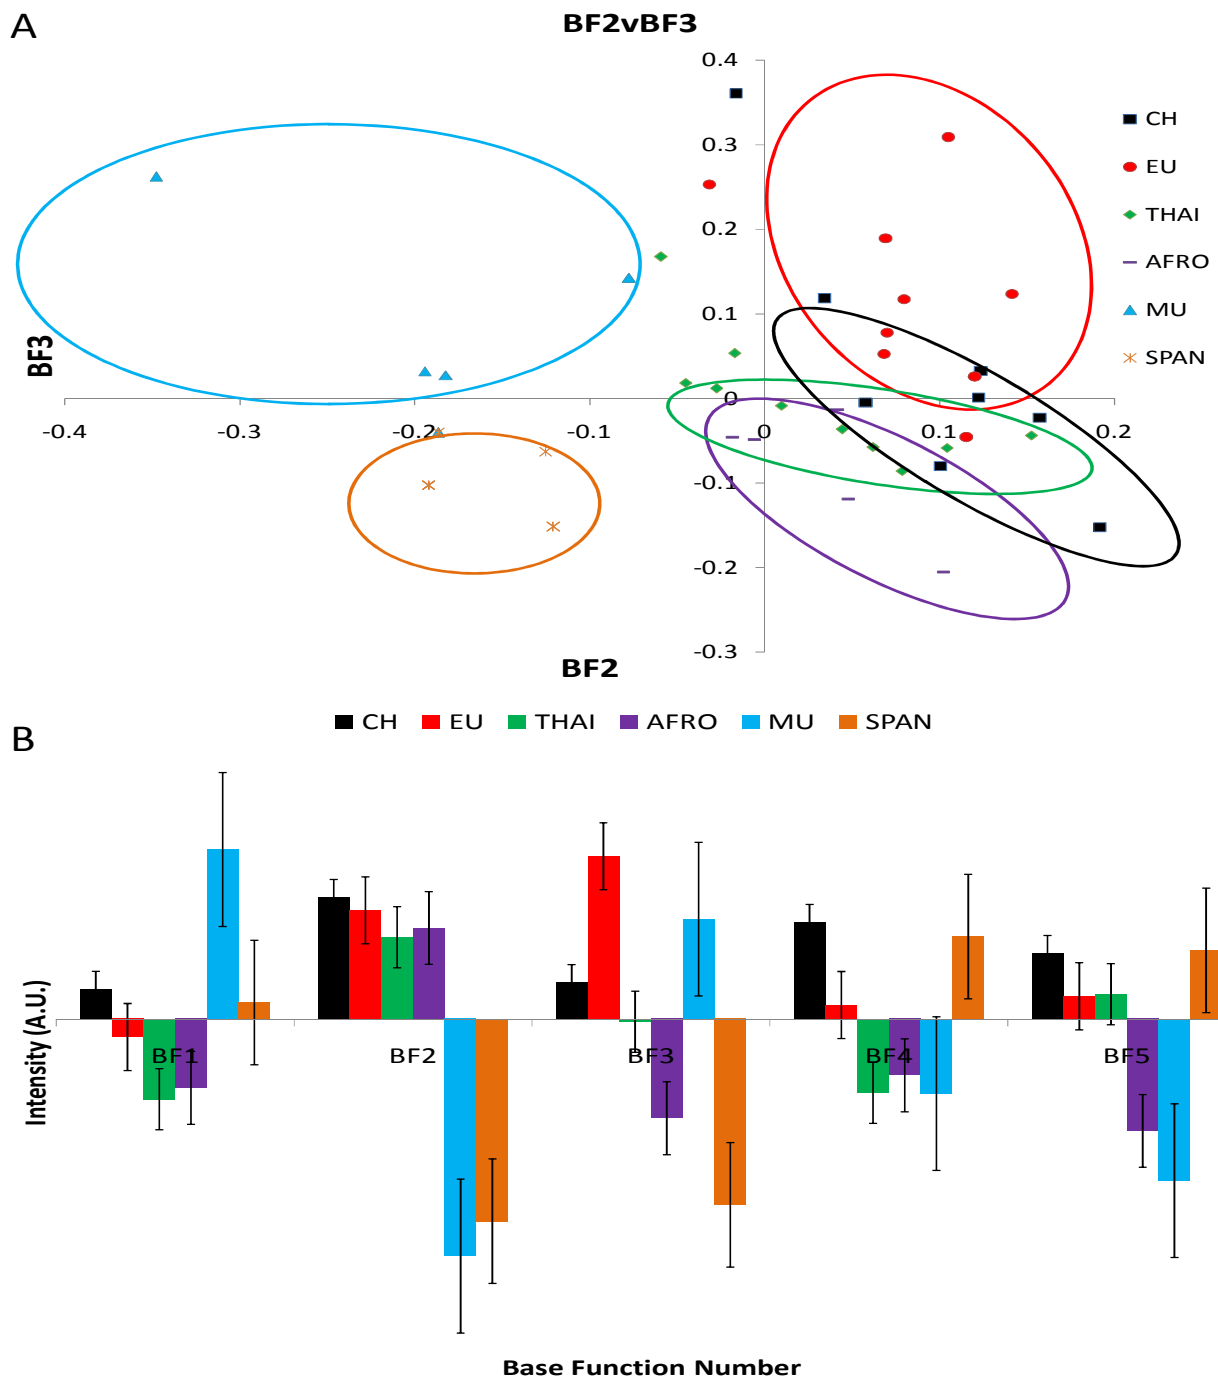 A
BF2vBF3
0.4
0.3
0.2
0.1
0
-0.1
-0.2
-0.3
-0.4
-0.3
-0.2
-0.1
0
0.1
0.2
BF3
BF2
CH
EU
THAI
AFRO
MU
SPAN
CH EU THAI AFRO MU SPAN
B
Intensity (A.U.)
BF1 BF2 BF3 BF4 BF5
Base Function Number